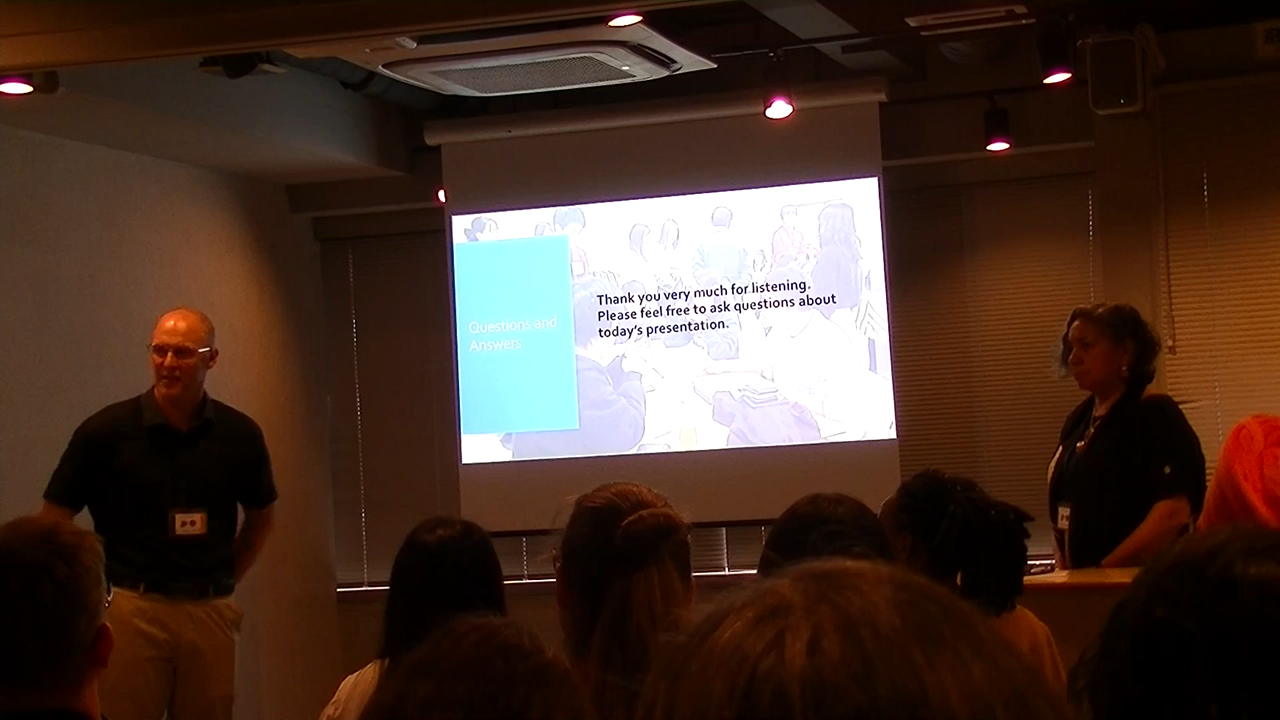 Questions and
Answers
Thank you very much for listening.
Please feel free to ask questions about
today's presentation.